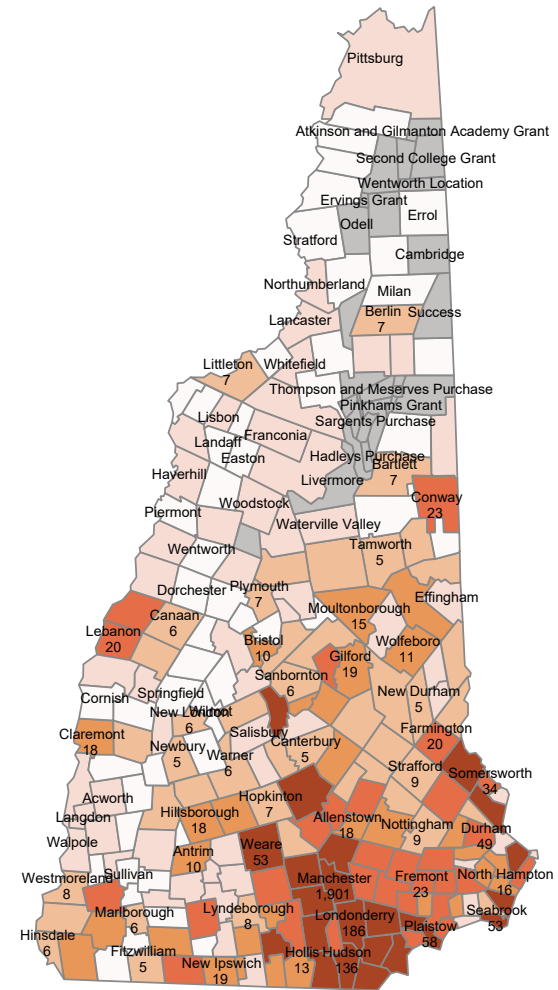 Pittsburg
Atkinson and Gilmanton Academy Grant
Second College Grant
Wentworth Location
Ervings Grant
Errol
Odell
Stratford
Cambridge
Northumberland
Milan
Berlin
7
Success
Lancaster
Littleton
7
Whitefield
Thompson and Meserves Purchase
Pinkhams Grant
Lisbon
Sargents Purchase
Landaff
Franconia
Easton
Hadleys Purchase
Bartlett
7
Haverhill
Livermore
Conway
23
Woodstock
Piermont
Waterville Valley
Wentworth
Tamworth
5
Dorchester
Plymouth
7
Effingham
Moultonborough
15
Canaan
6
Lebanon
20
Bristol
10
Wolfeboro
11
Gilford
19
Sanbornton
6
Springfield
Cornish
New Durham
5
New London
Wilmot
6
Salisbury
Farmington
20
Claremont
18
Newbury
5
Canterbury
5
Warner
6
Strafford
9
Somersworth
34
Acworth
Hopkinton
7
Langdon
Hillsborough
18
Allenstown
18
Nottingham
9
Durham
49
Walpole
Antrim
10
Weare
53
Westmoreland
8
Sullivan
Manchester
1,901
Fremont
23
North Hampton
16
Marlborough
6
Lyndeborough
8
Londonderry
186
Seabrook
53
Plaistow
58
Hinsdale
6
Fitzwilliam
5
New Ipswich
19
Hollis
13
Hudson
136